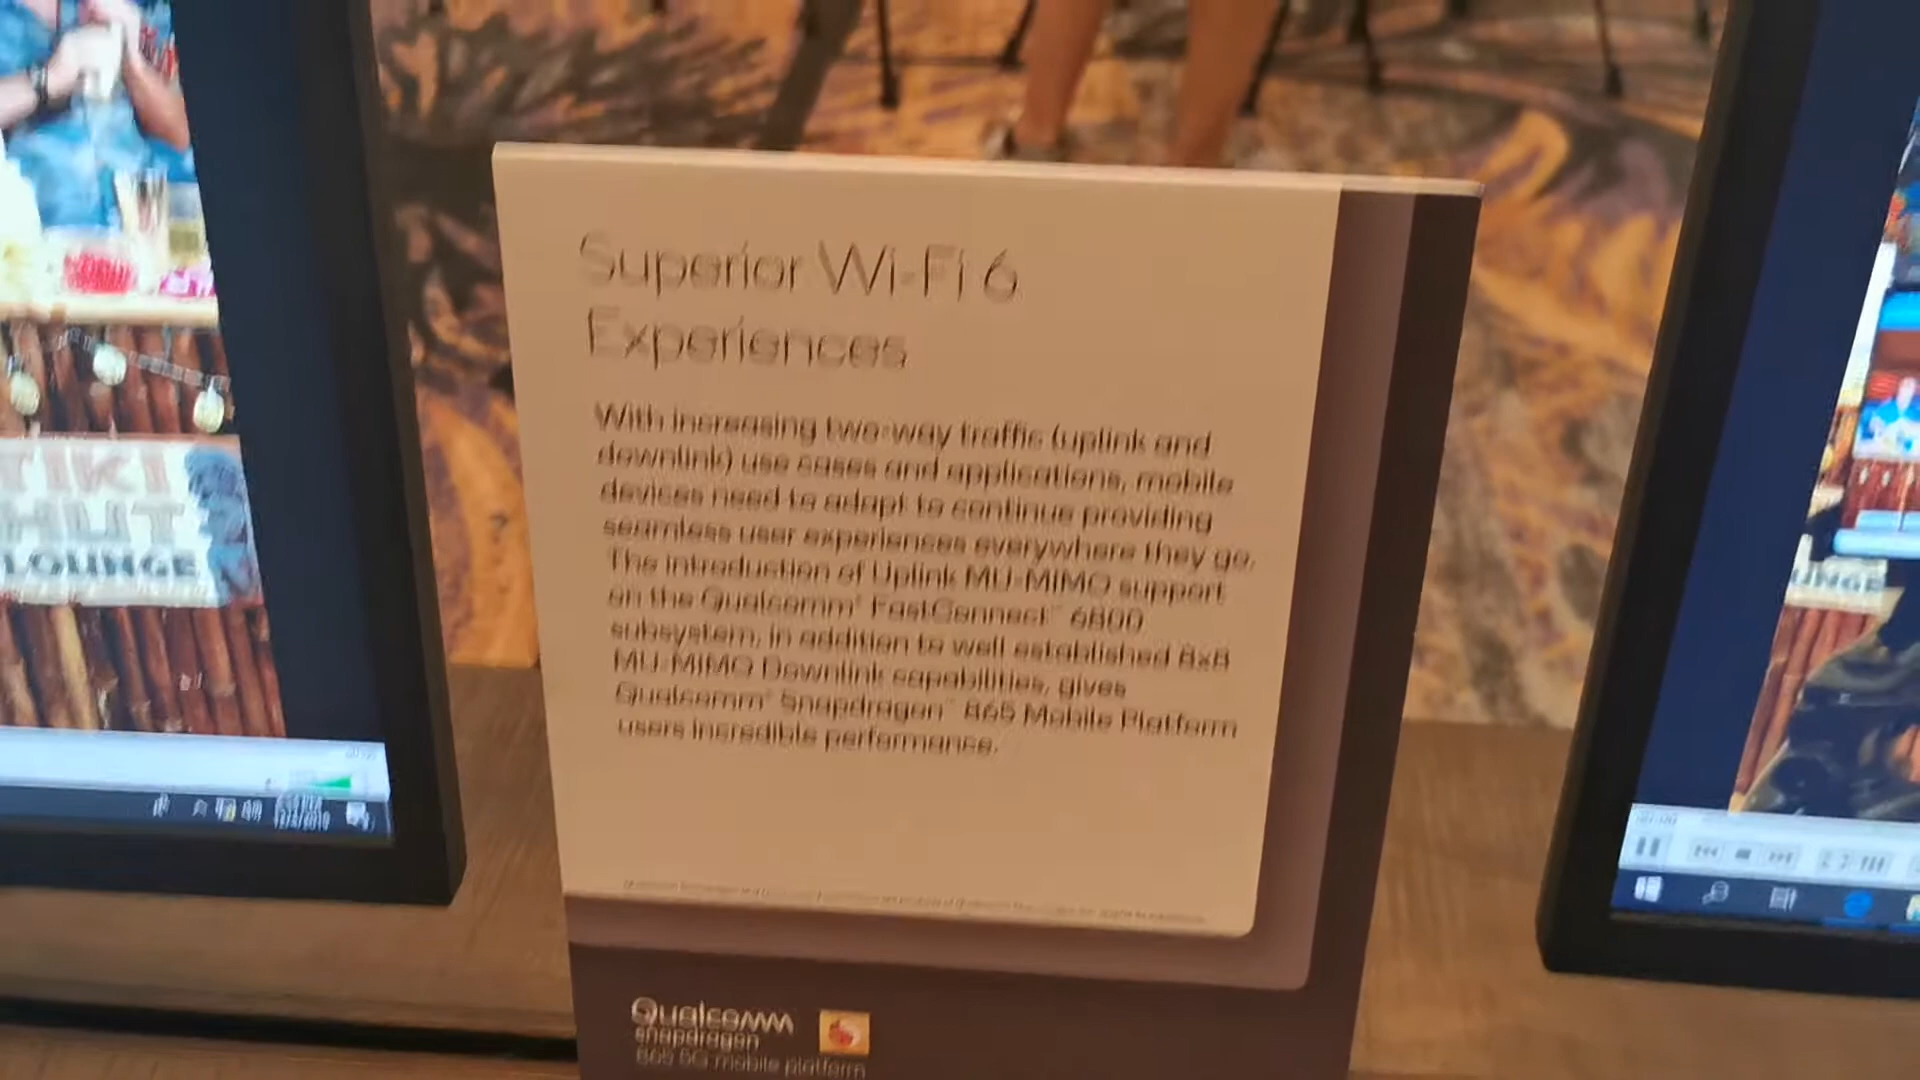 Superior Wi-Fi 6
Experiences
With increasing two-way traffic (uplink and
downlink) use cases and applications, mobile
devices need to adapt to continue providing
seamless user experiences everywhere they go.
The introduction of Uplink MU-MIMO support
on the Qualcomm® FastConnect™ 6800
subsystem, in addition to well established 8x8
MU-MIMO Downlink capabilities, gives
Qualcomm® Snapdragon™ 865 Mobile Platform
users incredible performance.
Qualcomm
snapdragon
865 5G mobile platform
TIKI
HUT
LOUNGE
UNGE